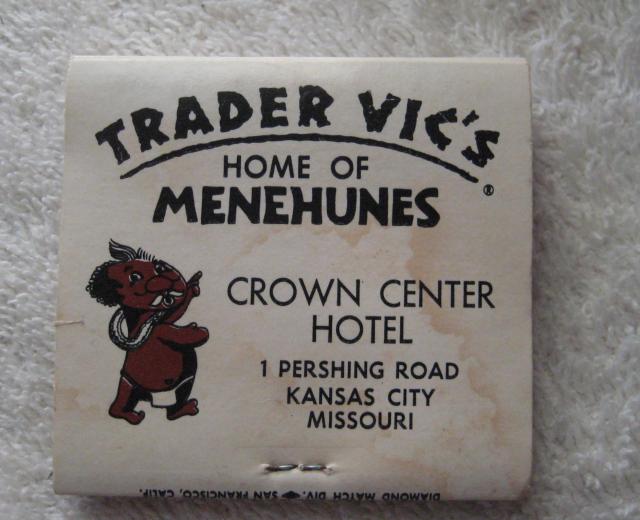 TRADER VIC'S
HOME OF
MENEHUNES
®
CROWN CENTER
HOTEL
1 PERSHING ROAD
KANSAS CITY
MISSOURI
DIAMOND MATCH DIV. ◆ SAN FRANCISCO, CALIF.